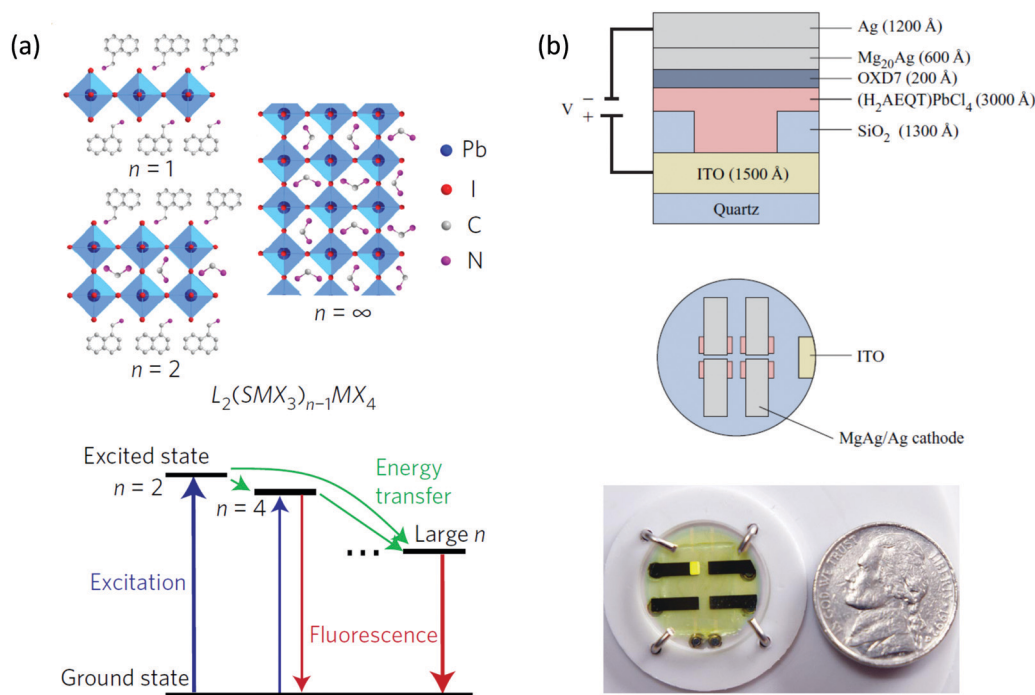 (a)
n = 1
n = 2
n = ∞
Pb
I
C
N
L₂(SMX₃)ₙ₋₁MX₄
Excited state
n = 2
n = 4
Energy
transfer
Large n
Excitation
Fluorescence
Ground state
(b)
Ag (1200 Å)
Mg₂₀Ag (600 Å)
OXD7 (200 Å)
(H₂AEQT)PbCl₄ (3000 Å)
SiO₂ (1300 Å)
V
−
+
ITO (1500 Å)
Quartz
ITO
MgAg/Ag cathode